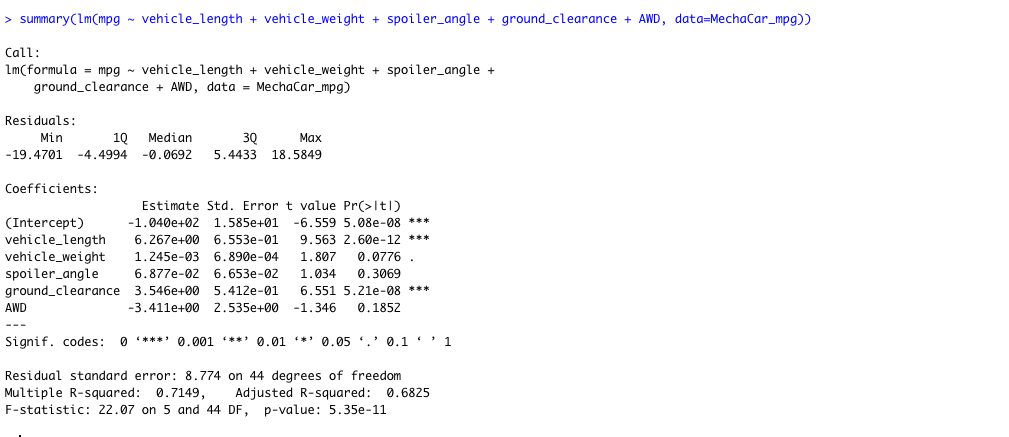 > summary(lm(mpg ~ vehicle_length + vehicle_weight + spoiler_angle + ground_clearance + AWD, data=MechaCar_mpg))
Call:
lm(formula = mpg ~ vehicle_length + vehicle_weight + spoiler_angle +
    ground_clearance + AWD, data = MechaCar_mpg)
Residuals:
     Min       1Q   Median       3Q      Max
-19.4701  -4.4994  -0.0692   5.4433  18.5849
Coefficients:
                   Estimate Std. Error t value Pr(>|t|)
(Intercept)      -1.040e+02  1.585e+01  -6.559 5.08e-08 ***
vehicle_length    6.267e+00  6.553e-01   9.563 2.60e-12 ***
vehicle_weight    1.245e-03  6.890e-04   1.807   0.0776 .
spoiler_angle     6.877e-02  6.653e-02   1.034   0.3069
ground_clearance  3.546e+00  5.412e-01   6.551 5.21e-08 ***
AWD              -3.411e+00  2.535e+00  -1.346   0.1852
---
Signif. codes:  0 ‘***’ 0.001 ‘**’ 0.01 ‘*’ 0.05 ‘.’ 0.1 ‘ ’ 1
Residual standard error: 8.774 on 44 degrees of freedom
Multiple R-squared:  0.7149,    Adjusted R-squared:  0.6825
F-statistic: 22.07 on 5 and 44 DF,  p-value: 5.35e-11